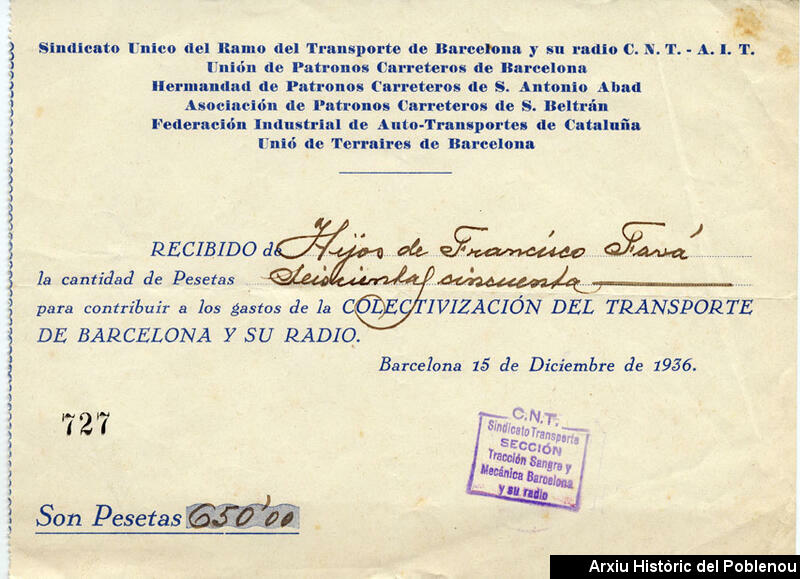 Sindicato Unico del Ramo del Transporte de Barcelona y su radio C. N. T. - A. I. T.
Unión de Patronos Carreteros de Barcelona
Hermandad de Patronos Carreteros de S. Antonio Abad
Asociación de Patronos Carreteros de S. Beltrán
Federación Industrial de Auto-Transportes de Cataluña
Unió de Terraires de Barcelona
RECIBIDO de Hijos de Francisco Favá
la cantidad de Pesetas Seiscientas cincuenta
para contribuir a los gastos de la COLECTIVIZACIÓN DEL TRANSPORTE
DE BARCELONA Y SU RADIO.
Barcelona 15 de Diciembre de 1936.
727
C.N.T.
Sindicato Transporte
SECCIÓN
Tracción Sangre y
Mecánica Barcelona
y su radio
Son Pesetas 650'00
Arxiu Històric del Poblenou